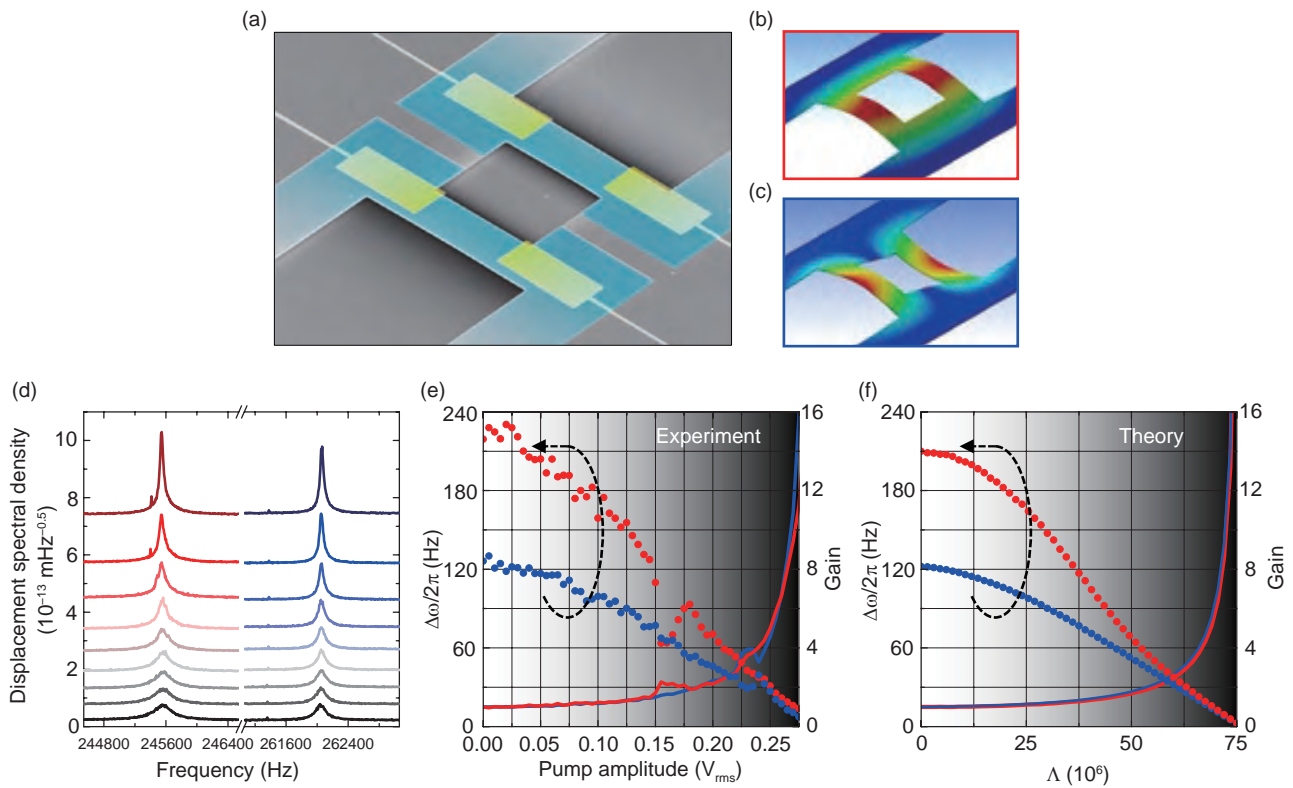 (a)
(b)
(c)
(d)
(e)
(f)
Displacement spectral density
(10⁻¹³ mHz⁻⁰·⁵)
10
8
6
4
2
0
244800 245600 246400 261600 262400
Frequency (Hz)
Δω/2π (Hz)
240
180
120
60
0
Experiment
16
12
8
4
0
Gain
0.00 0.05 0.10 0.15 0.20 0.25
Pump amplitude (Vrms)
Δω/2π (Hz)
240
180
120
60
0
Theory
16
12
8
4
0
Gain
0 25 50 75
Λ (10⁶)